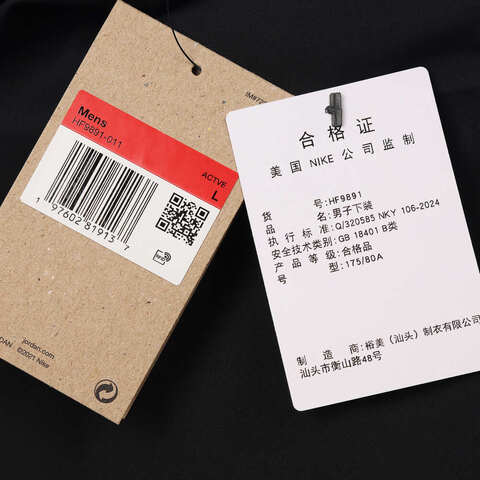 Mens
HF9891-011
ACTVE
L
1 97602 81913 7
RFID
jordan.com
©2021 Nike
合格证
美国 NIKE 公司监制
货 号:HF9891
品 名:男子下装
执行标准:Q/320585 NKY 106-2024
安全技术类别:GB 18401 B类
产品等级:合格品
号 型:175/80A
制造商:裕美(汕头)制衣有限公司
汕头市衡山路48号